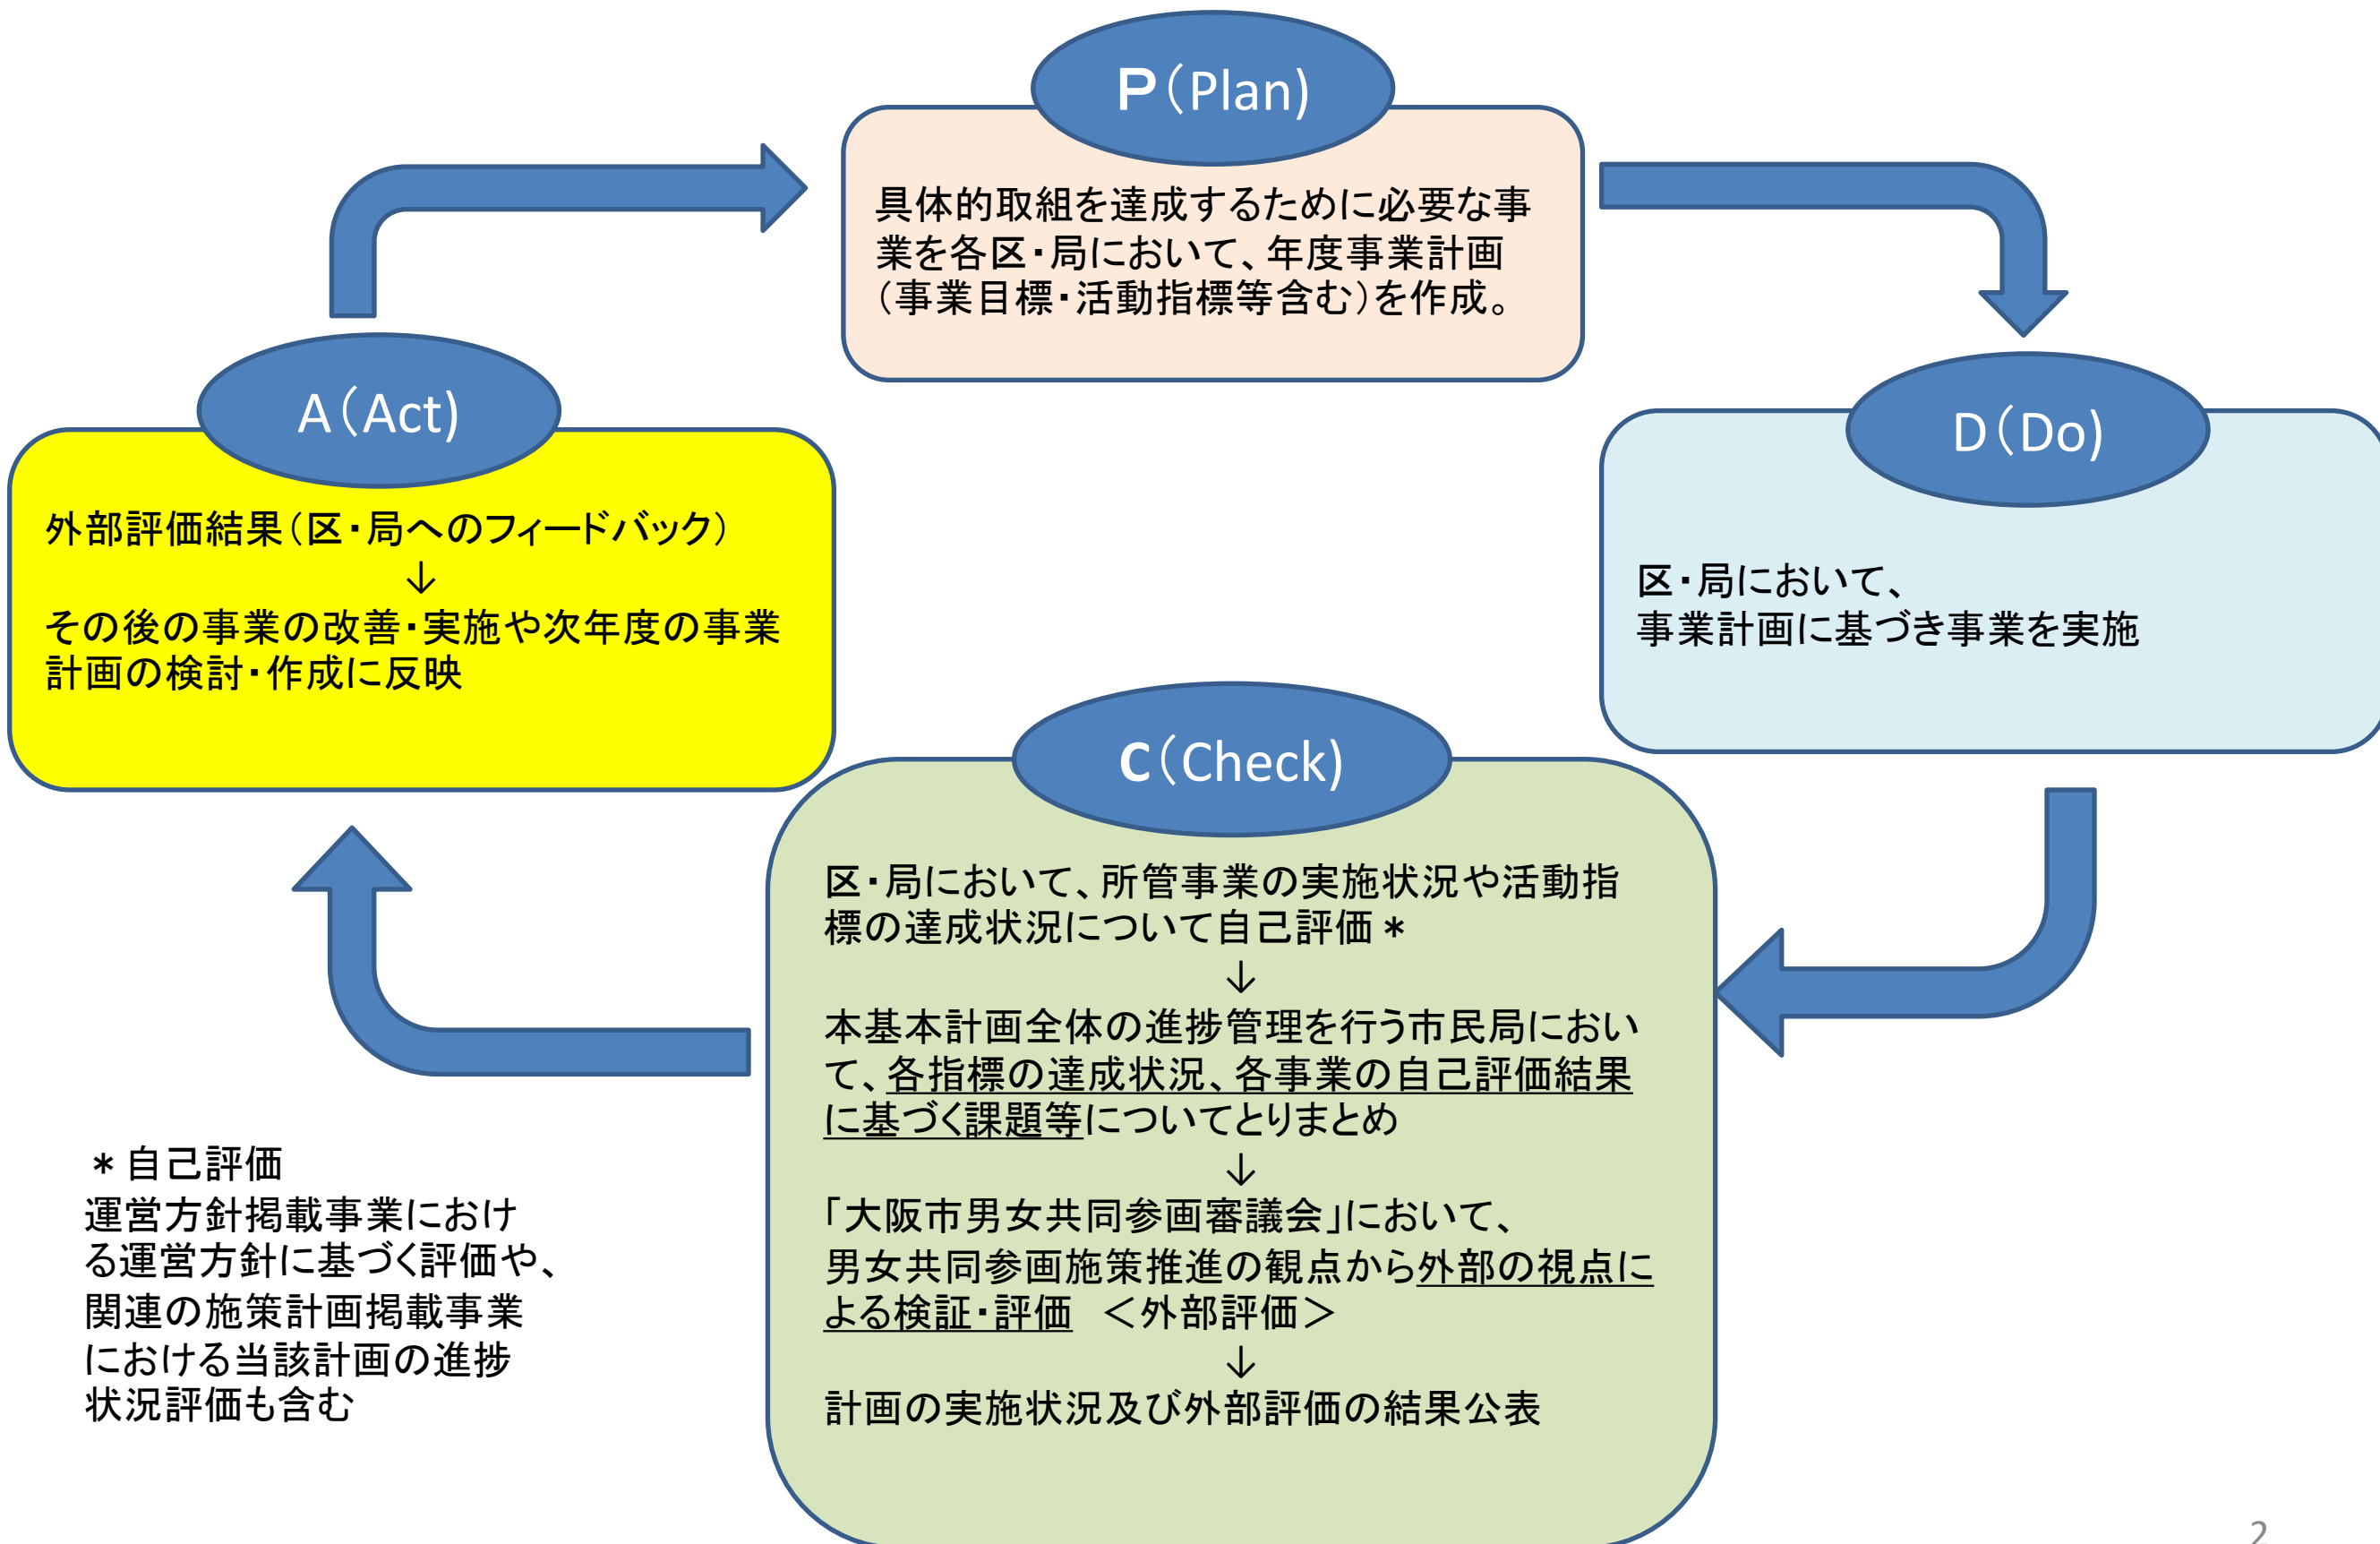 P（Plan)
具体的取組を達成するために必要な事
業を各区・局において、年度事業計画
（事業目標・活動指標等含む）を作成。
D（Do)
区・局において、
事業計画に基づき事業を実施
C（Check)
区・局において、所管事業の実施状況や活動指
標の達成状況について自己評価＊
↓
本基本計画全体の進捗管理を行う市民局におい
て、各指標の達成状況、各事業の自己評価結果
に基づく課題等についてとりまとめ
↓
「大阪市男女共同参画審議会」において、
男女共同参画施策推進の観点から外部の視点に
よる検証・評価　＜外部評価＞
↓
計画の実施状況及び外部評価の結果公表
A（Act)
外部評価結果（区・局へのフィードバック）
↓
その後の事業の改善・実施や次年度の事業
計画の検討・作成に反映
＊自己評価
運営方針掲載事業におけ
る運営方針に基づく評価や、
関連の施策計画掲載事業
における当該計画の進捗
状況評価も含む
2